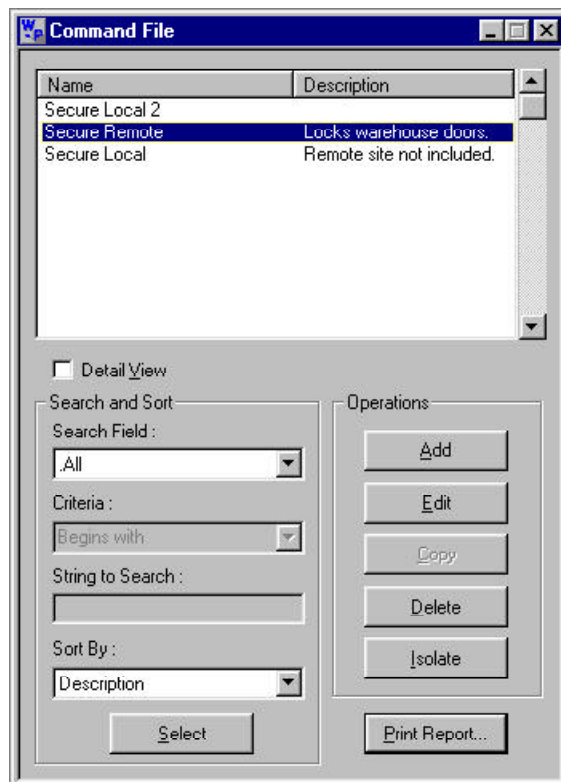 WP Command File
Name Description
Secure Local 2
Secure Remote Locks warehouse doors.
Secure Local Remote site not included.
Detail View
Search and Sort
Search Field :
.All
Criteria :
Begins with
String to Search :
Sort By :
Description
Select
Operations
Add
Edit
Copy
Delete
Isolate
Print Report...